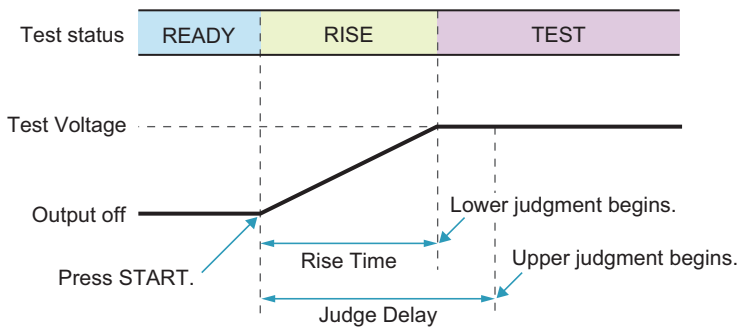 Test status READY RISE TEST
Test Voltage
Output off
Lower judgment begins.
Rise Time
Upper judgment begins.
Press START.
Judge Delay